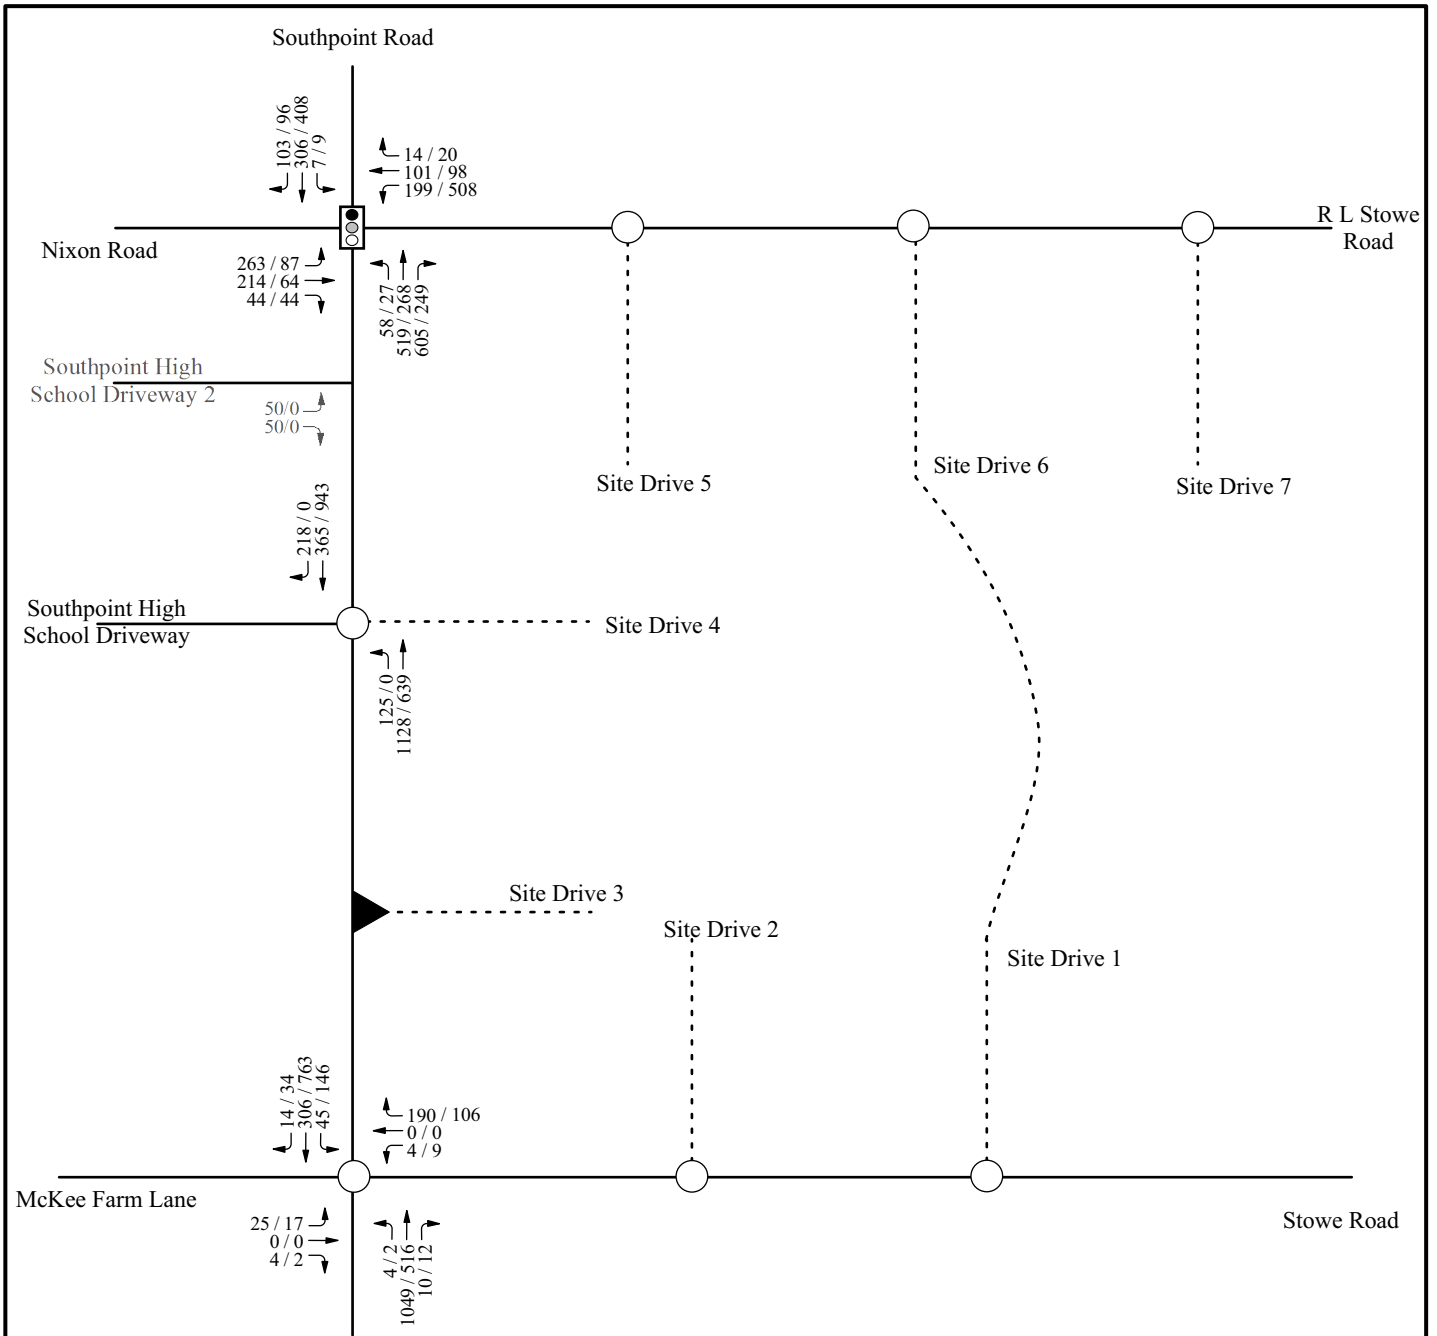 Southpoint Road
103 / 96
306 / 408
7 / 9
14 / 20
101 / 98
199 / 508
R L Stowe
Road
Nixon Road
263 / 87
214 / 64
44 / 44
58 / 27
519 / 268
605 / 249
Southpoint High
School Driveway 2
50/0
50/0
Site Drive 5
Site Drive 6
Site Drive 7
218 / 0
365 / 943
Southpoint High
School Driveway
Site Drive 4
125 / 0
1128 / 639
Site Drive 3
Site Drive 2
Site Drive 1
14 / 34
306 / 763
45 / 146
190 / 106
0 / 0
4 / 9
McKee Farm Lane
Stowe Road
25 / 17
0 / 0
4 / 2
4 / 2
1049 / 516
10 / 12